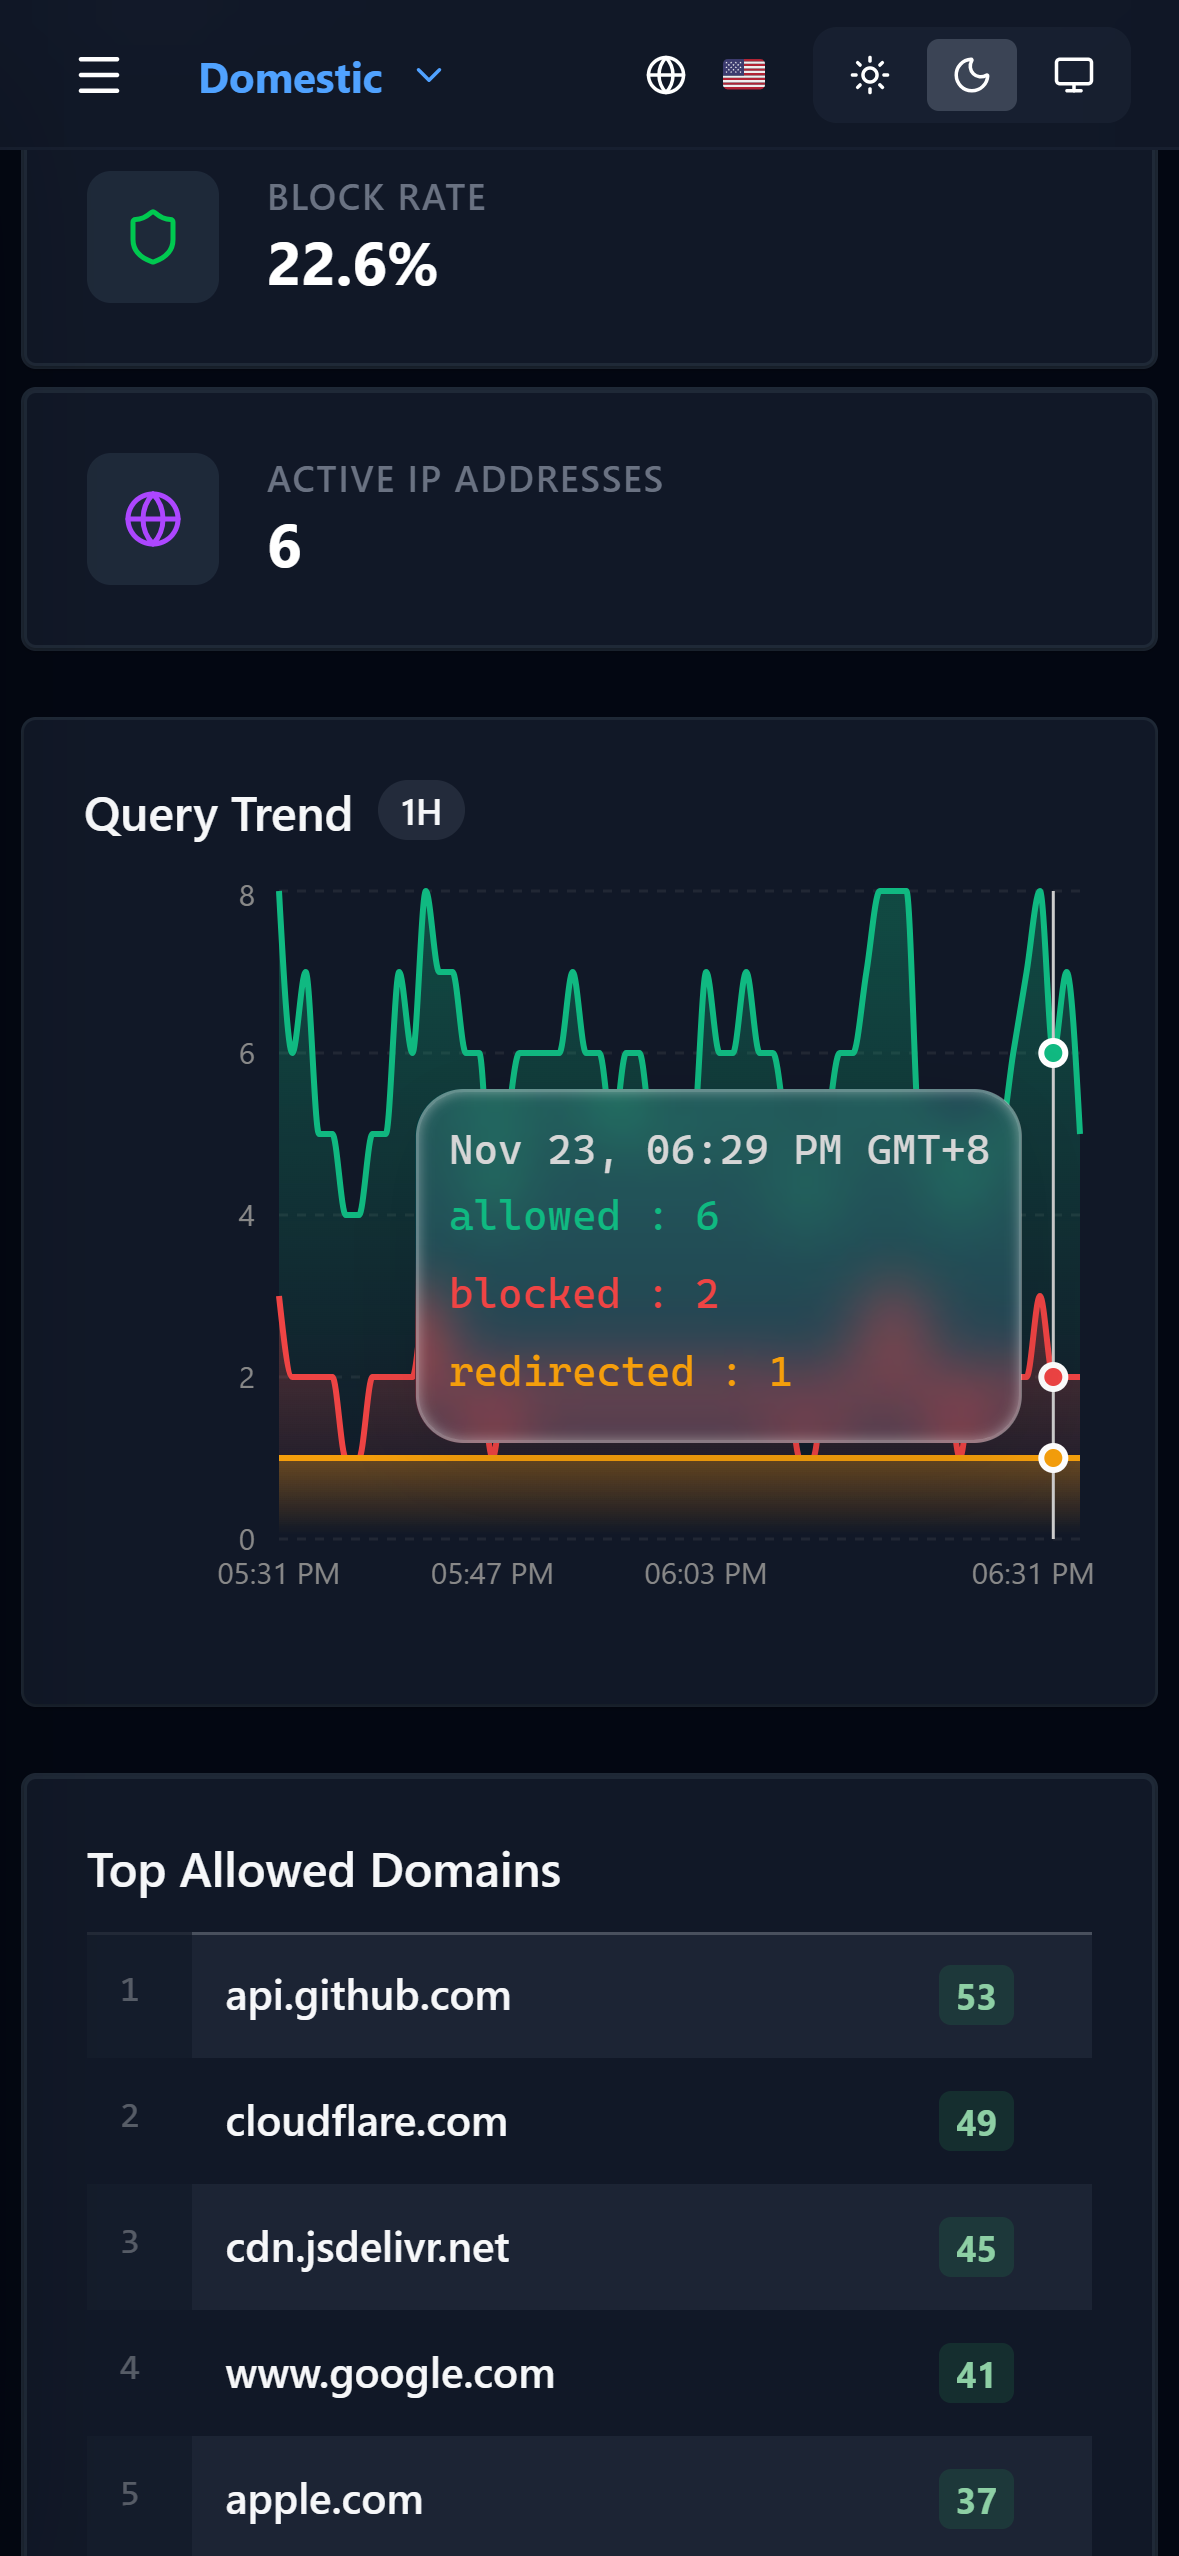 Domestic
BLOCK RATE
22.6%
ACTIVE IP ADDRESSES
6
Query Trend 1H
8
6
4
2
0
Nov 23, 06:29 PM GMT+8
allowed : 6
blocked : 2
redirected : 1
05:31 PM 05:47 PM 06:03 PM 06:31 PM
Top Allowed Domains
1 api.github.com 53
2 cloudflare.com 49
3 cdn.jsdelivr.net 45
4 www.google.com 41
5 apple.com 37